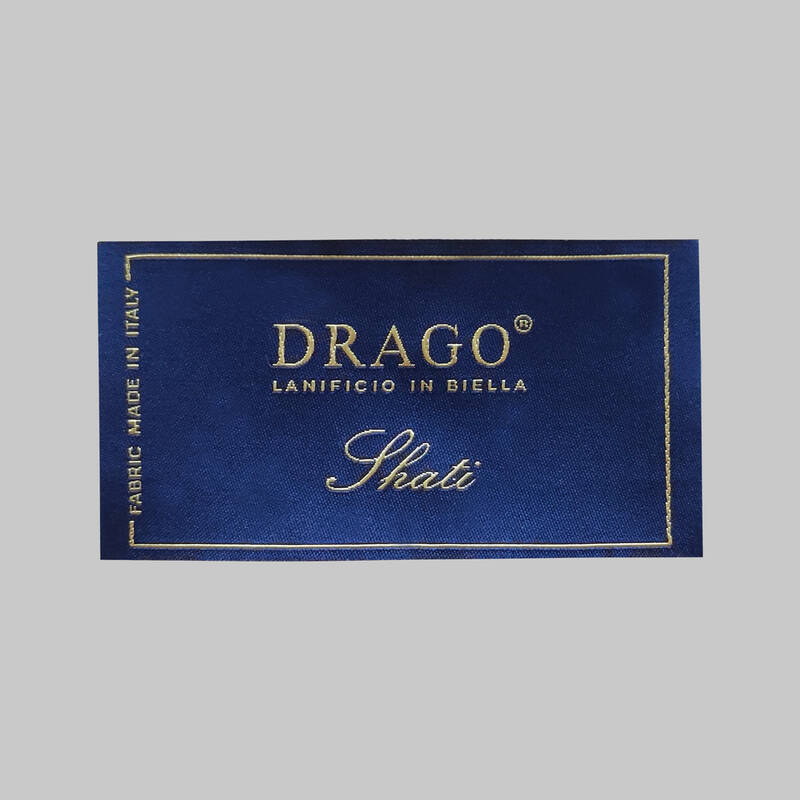 DRAGO®
LANIFICIO IN BIELLA
Shati
FABRIC MADE IN ITALY